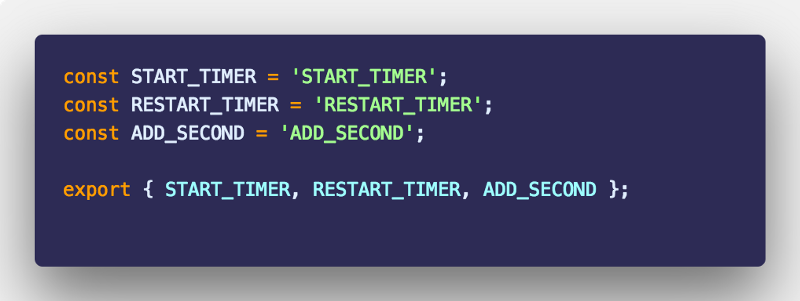 const START_TIMER = 'START_TIMER';
const RESTART_TIMER = 'RESTART_TIMER';
const ADD_SECOND = 'ADD_SECOND';
export { START_TIMER, RESTART_TIMER, ADD_SECOND };